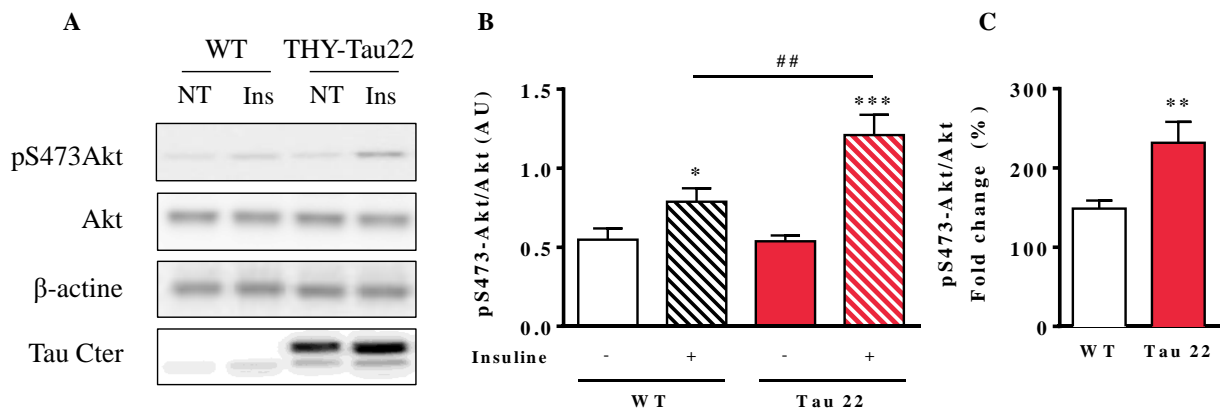 A
WT THY-Tau22
NT Ins NT Ins
pS473Akt
Akt
β-actine
Tau Cter
B
##
pS473-Akt/Akt (AU)
1.5
1.0
0.5
0.0
*
***
Insuline - + - +
WT Tau 22
C
pS473-Akt/Akt
Fold change (%)
300
200
100
0
**
WT Tau 22